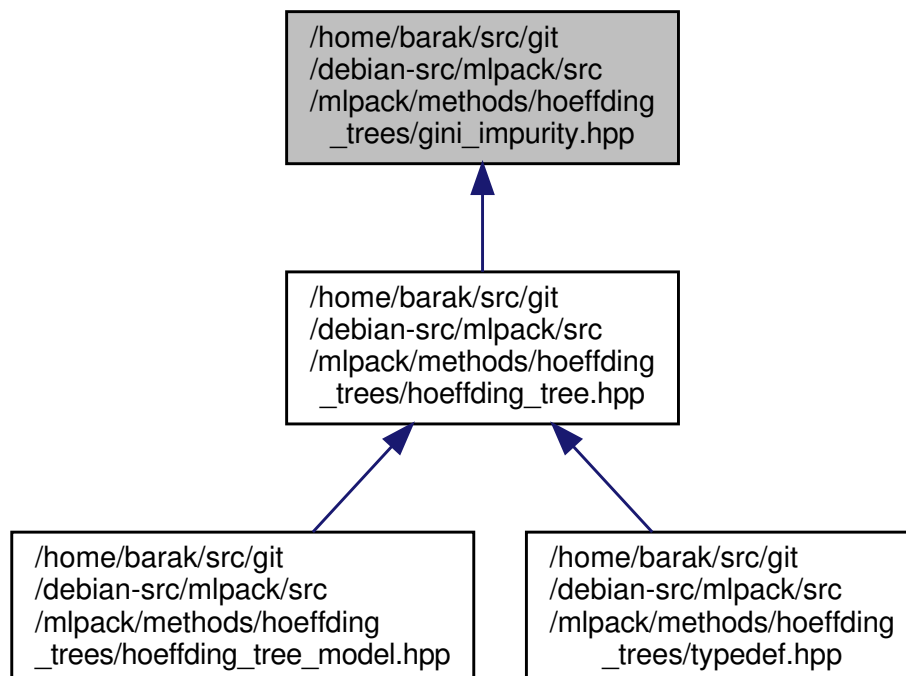 /home/barak/src/git
/debian-src/mlpack/src
/mlpack/methods/hoeffding
_trees/gini_impurity.hpp
/home/barak/src/git
/debian-src/mlpack/src
/mlpack/methods/hoeffding
_trees/hoeffding_tree.hpp
/home/barak/src/git
/debian-src/mlpack/src
/mlpack/methods/hoeffding
_trees/hoeffding_tree_model.hpp
/home/barak/src/git
/debian-src/mlpack/src
/mlpack/methods/hoeffding
_trees/typedef.hpp